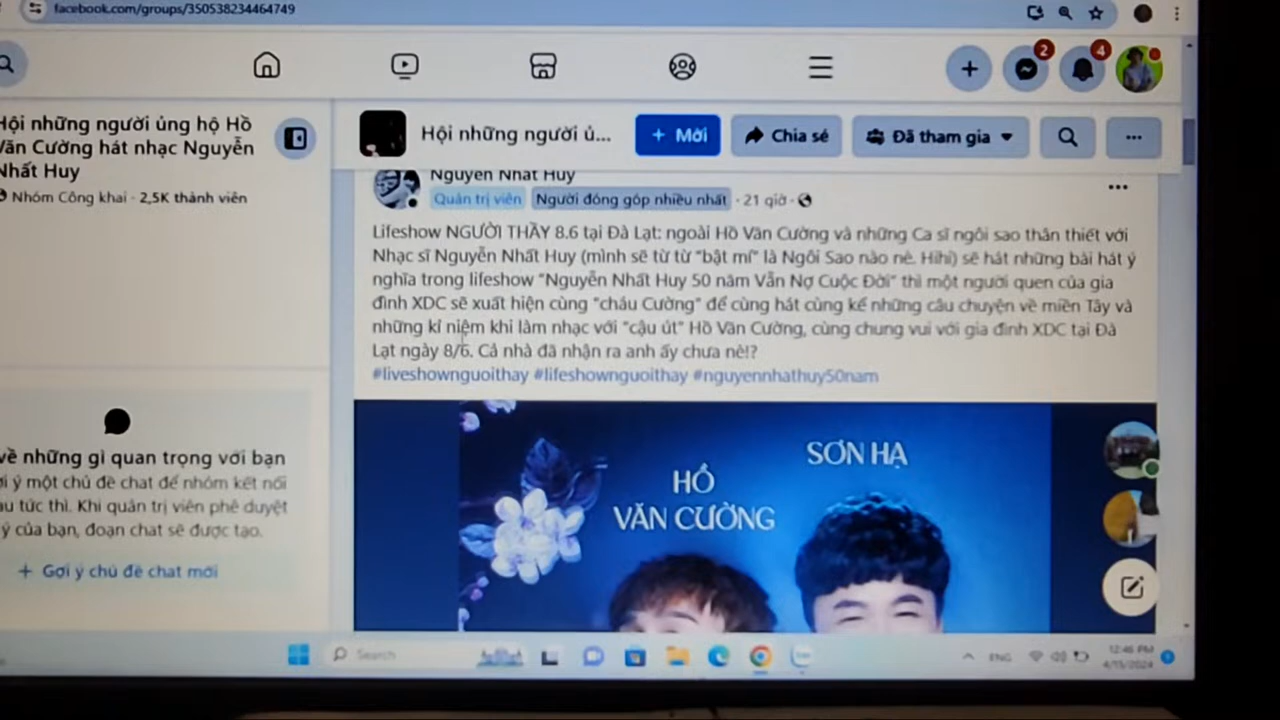 facebook.com/groups/350538234464749
2
4
Hội những người ủng hộ Hồ
Văn Cường hát nhạc Nguyễn
Nhất Huy
Nhóm Công khai · 2,5K thành viên
Hội những người ủ...
+ Mới
Chia sẻ
Đã tham gia
Nguyễn Nhất Huy
Quản trị viên
Người đóng góp nhiều nhất · 21 giờ ·
Lifeshow NGƯỜI THẦY 8.6 tại Đà Lạt: ngoài Hồ Văn Cường và những Ca sĩ ngôi sao thân thiết với
Nhạc sĩ Nguyễn Nhất Huy (mình sẽ từ từ "bật mí" là Ngôi Sao nào nè. Hihi) sẽ hát những bài hát ý
nghĩa trong lifeshow "Nguyễn Nhất Huy 50 năm Vẫn Nợ Cuộc Đời" thì một người quen của gia
đình XDC sẽ xuất hiện cùng "cháu Cường" để cùng hát cùng kể những câu chuyện về miền Tây và
những kỉ niệm khi làm nhạc với "cậu út" Hồ Văn Cường, cùng chung vui với gia đình XDC tại Đà
Lạt ngày 8/6. Cả nhà đã nhận ra anh ấy chưa nè!?
#liveshownguoithay #lifeshownguoithay #nguyennhathuy50nam
SƠN HẠ
HỒ
VĂN CƯỜNG
về những gì quan trọng với bạn
ợi ý một chủ đề chat để nhóm kết nối
au tức thì. Khi quản trị viên phê duyệt
ý của bạn, đoạn chat sẽ được tạo.
+ Gợi ý chủ đề chat mới
Search
ENG
12:46 PM
4/15/2024